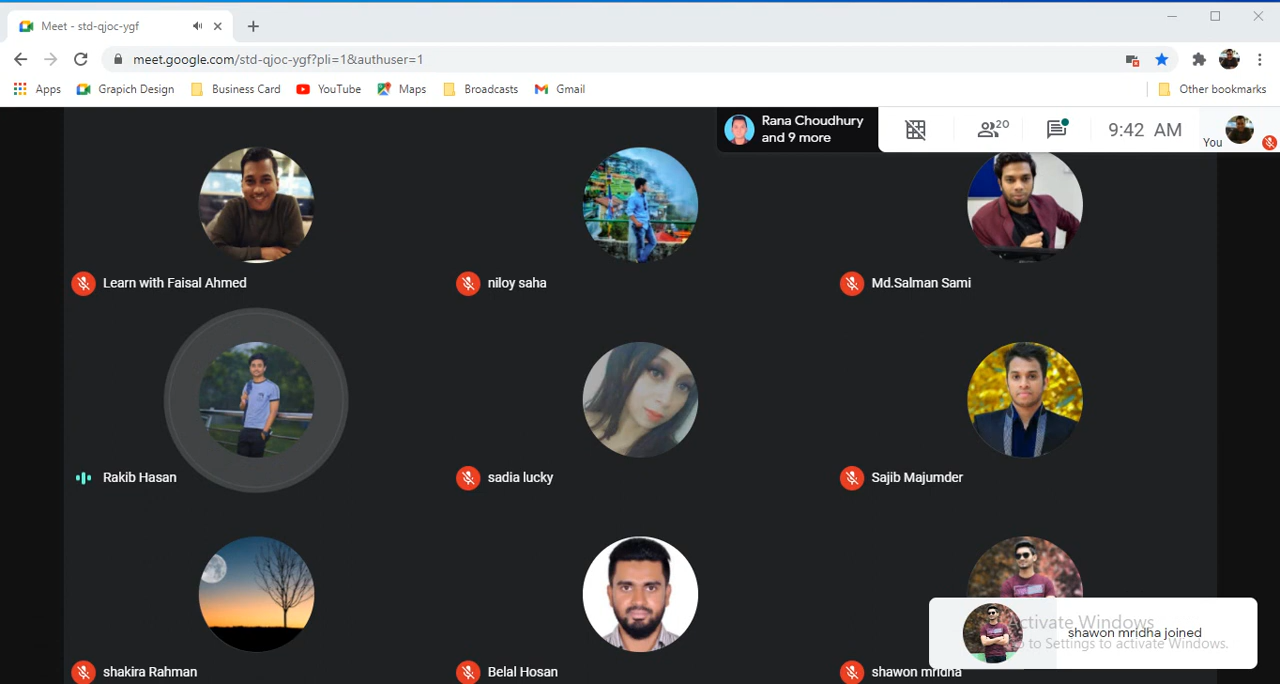 Meet - std-qjoc-ygf
meet.google.com/std-qjoc-ygf?pli=1&authuser=1
Apps Grapich Design Business Card YouTube Maps Broadcasts Gmail Other bookmarks
Rana Choudhury
and 9 more
20
9:42 AM
You
Learn with Faisal Ahmed
niloy saha
Md.Salman Sami
Rakib Hasan
sadia lucky
Sajib Majumder
shakira Rahman
Belal Hosan
shawon mridha
Activate Windows
shawon mridha joined
to Settings to activate Windows.